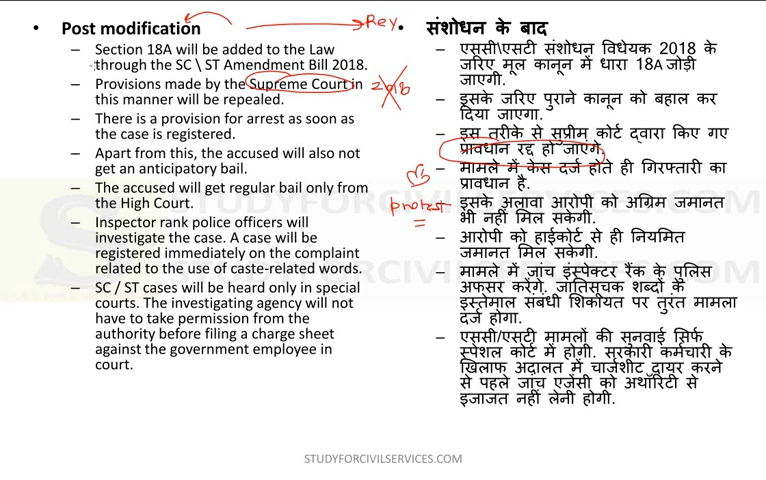 Post modification
Section 18A will be added to the Law
through the SC \ ST Amendment Bill 2018.
Provisions made by the Supreme Court in
this manner will be repealed.
There is a provision for arrest as soon as
the case is registered.
Apart from this, the accused will also not
get an anticipatory bail.
The accused will get regular bail only from
the High Court.
Inspector rank police officers will
investigate the case. A case will be
registered immediately on the complaint
related to the use of caste-related words.
SC / ST cases will be heard only in special
courts. The investigating agency will not
have to take permission from the
authority before filing a charge sheet
against the government employee in
court.
Rev
2018
protest
संशोधन के बाद
एससी\एसटी संशोधन विधेयक 2018 के
जरिए मूल कानून में धारा 18A जोड़ी
जाएगी.
इसके जरिए पुराने कानून को बहाल कर
दिया जाएगा.
इस तरीके से सुप्रीम कोर्ट द्वारा किए गए
प्रावधान रद्द हो जाएंगे.
मामले में केस दर्ज होते ही गिरफ्तारी का
प्रावधान है.
इसके अलावा आरोपी को अग्रिम जमानत
भी नहीं मिल सकेगी.
आरोपी को हाईकोर्ट से ही नियमित
जमानत मिल सकेगी.
मामले में जांच इंस्पेक्टर रैंक के पुलिस
अफसर करेंगे. जातिसूचक शब्दों के
इस्तेमाल संबंधी शिकायत पर तुरंत मामला
दर्ज होगा.
एससी/एसटी मामलों की सुनवाई सिर्फ
स्पेशल कोर्ट में होगी. सरकारी कर्मचारी के
खिलाफ अदालत में चार्जशीट दायर करने
से पहले जांच एजेंसी को अथॉरिटी से
इजाजत नहीं लेनी होगी.
STUDYFORCIVILSERVICES.COM